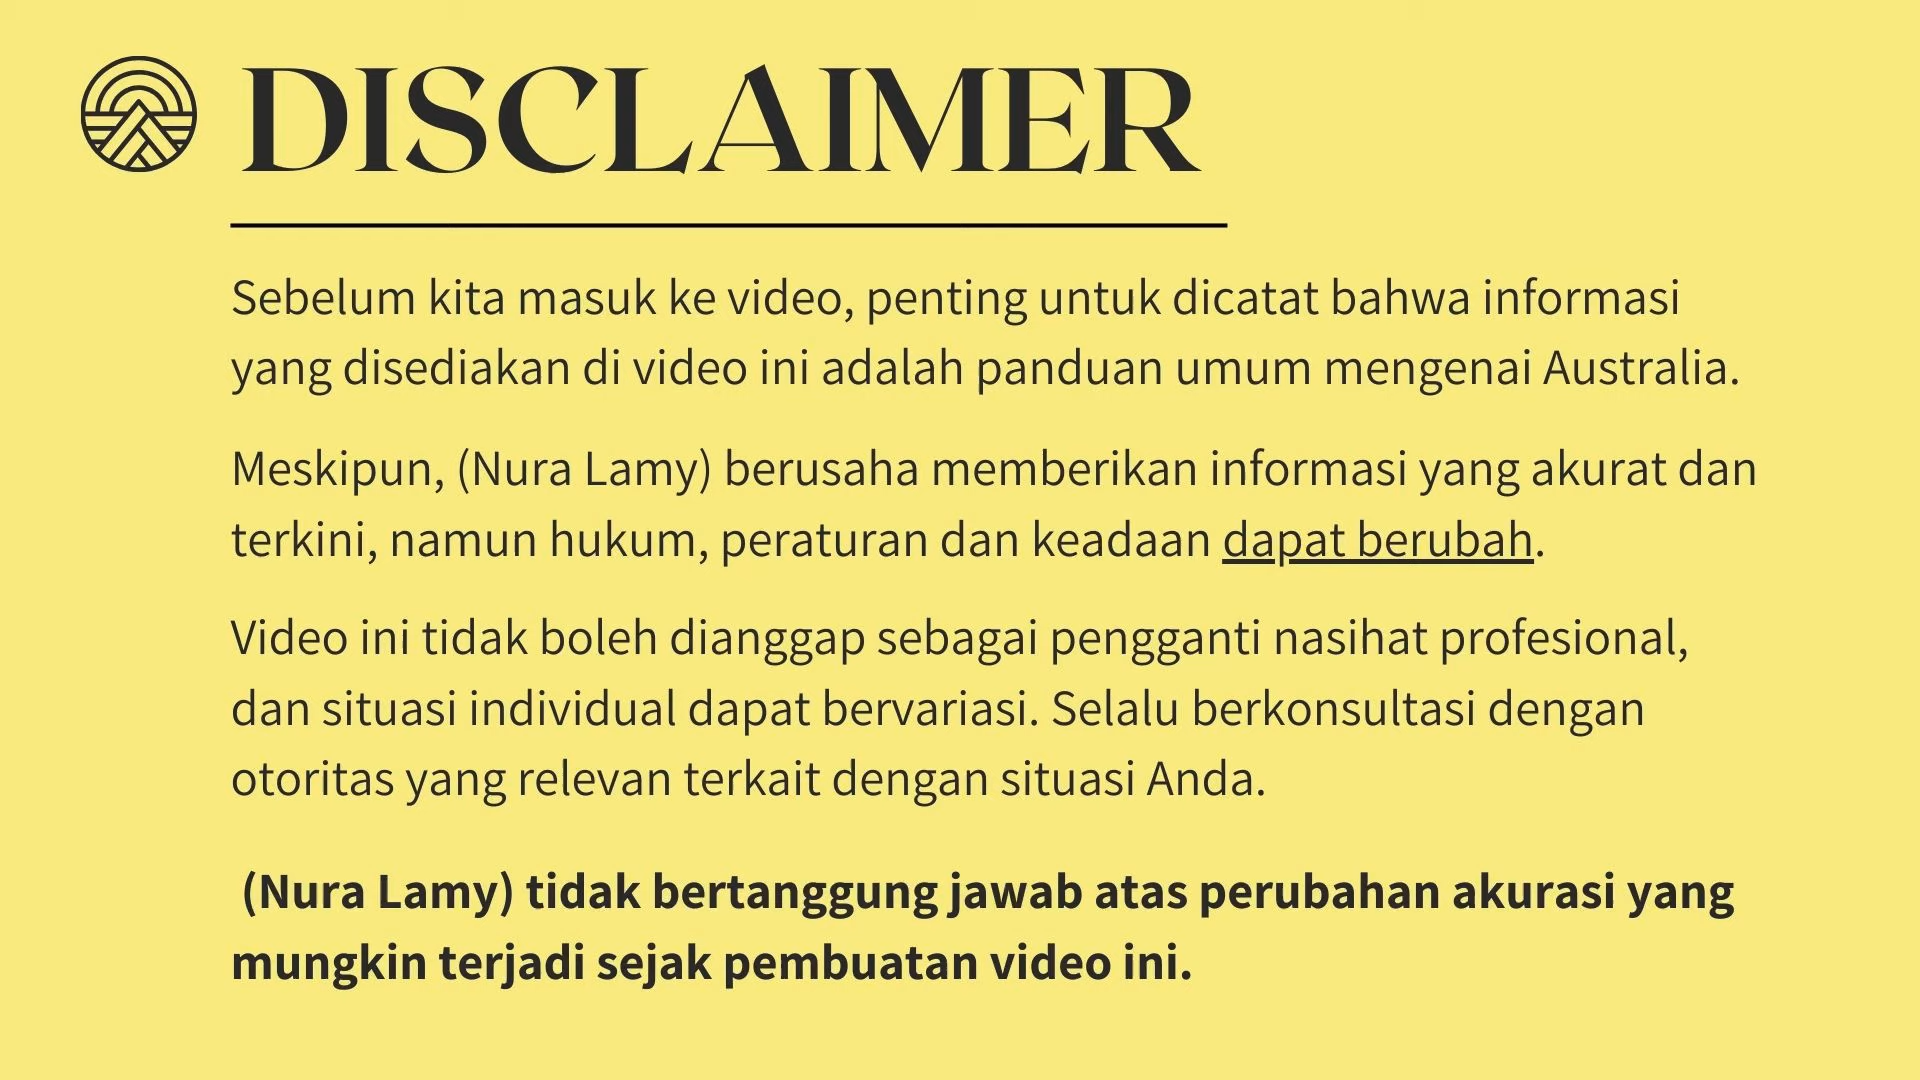 DISCLAIMER
Sebelum kita masuk ke video, penting untuk dicatat bahwa informasi
yang disediakan di video ini adalah panduan umum mengenai Australia.
Meskipun, (Nura Lamy) berusaha memberikan informasi yang akurat dan
terkini, namun hukum, peraturan dan keadaan dapat berubah.
Video ini tidak boleh dianggap sebagai pengganti nasihat profesional,
dan situasi individual dapat bervariasi. Selalu berkonsultasi dengan
otoritas yang relevan terkait dengan situasi Anda.
(Nura Lamy) tidak bertanggung jawab atas perubahan akurasi yang
mungkin terjadi sejak pembuatan video ini.